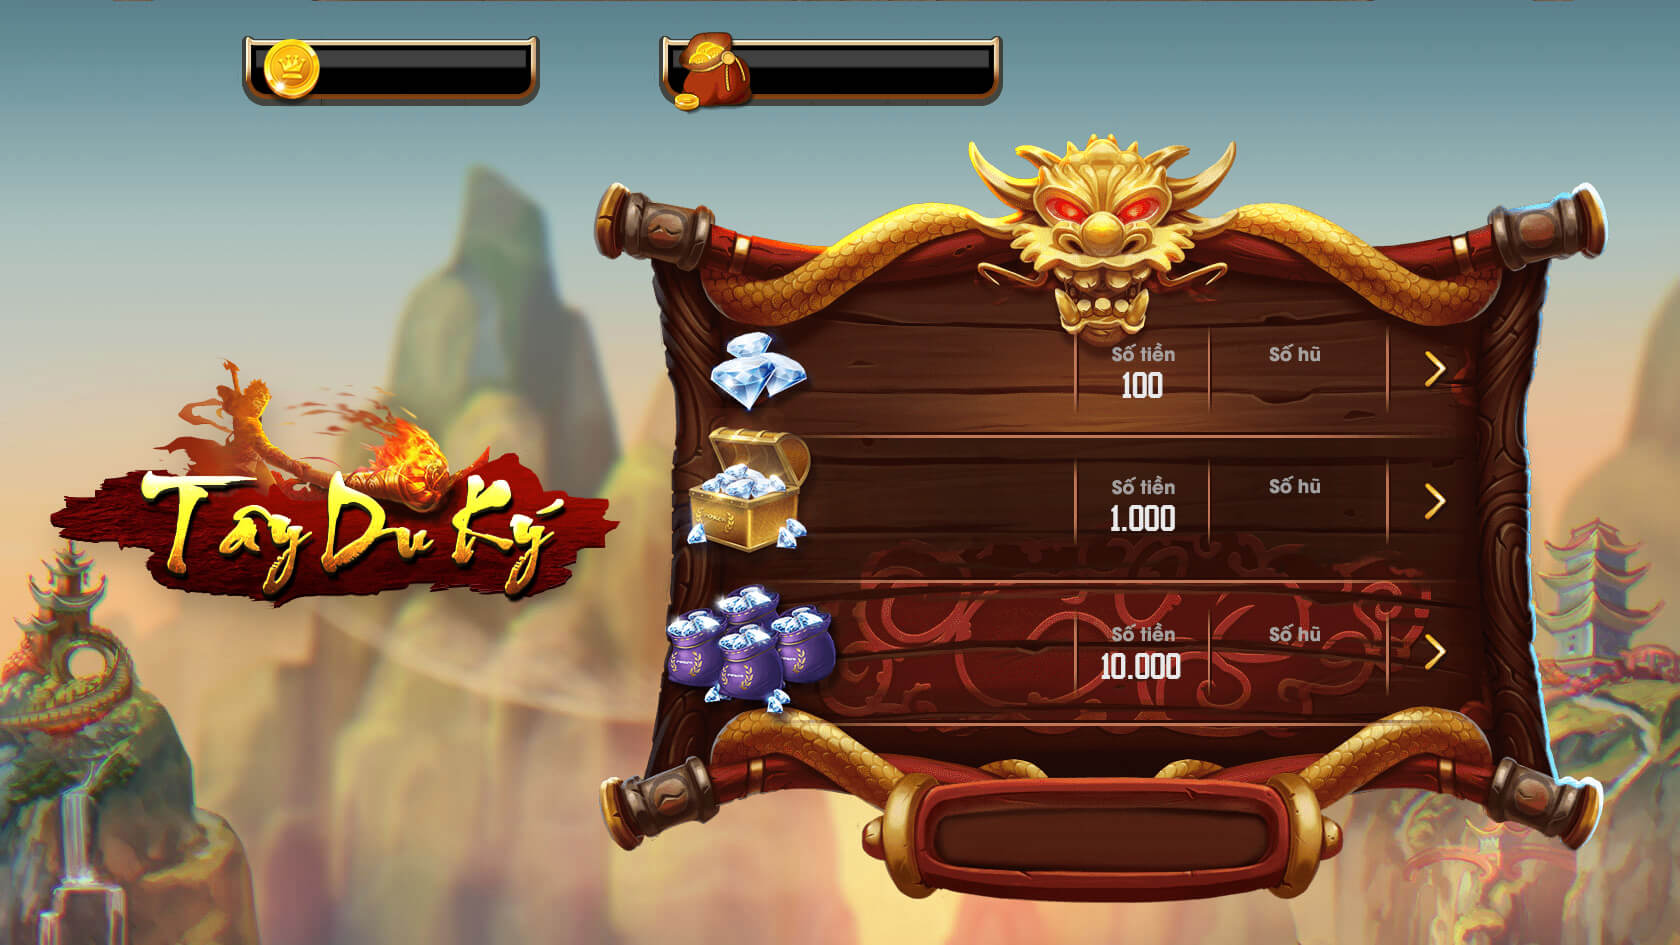 Tây Du Ký
Số tiền
Số hũ
100
Số tiền
Số hũ
1.000
Số tiền
Số hũ
10.000